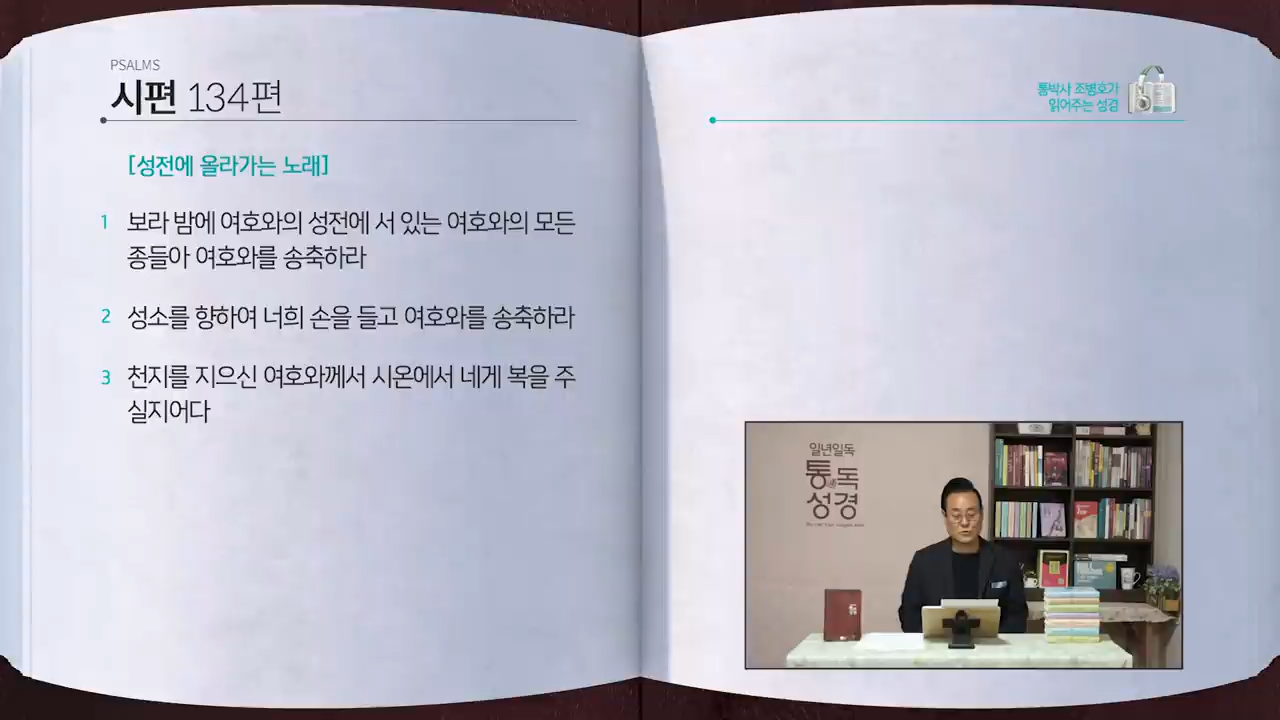 PSALMS
시편 134편
[성전에 올라가는 노래]
1 보라 밤에 여호와의 성전에 서 있는 여호와의 모든
종들아 여호와를 송축하라
2 성소를 향하여 너희 손을 들고 여호와를 송축하라
3 천지를 지으신 여호와께서 시온에서 네게 복을 주
실지어다
통박사 조병호가
읽어주는 성경
일년일독
통독
성경